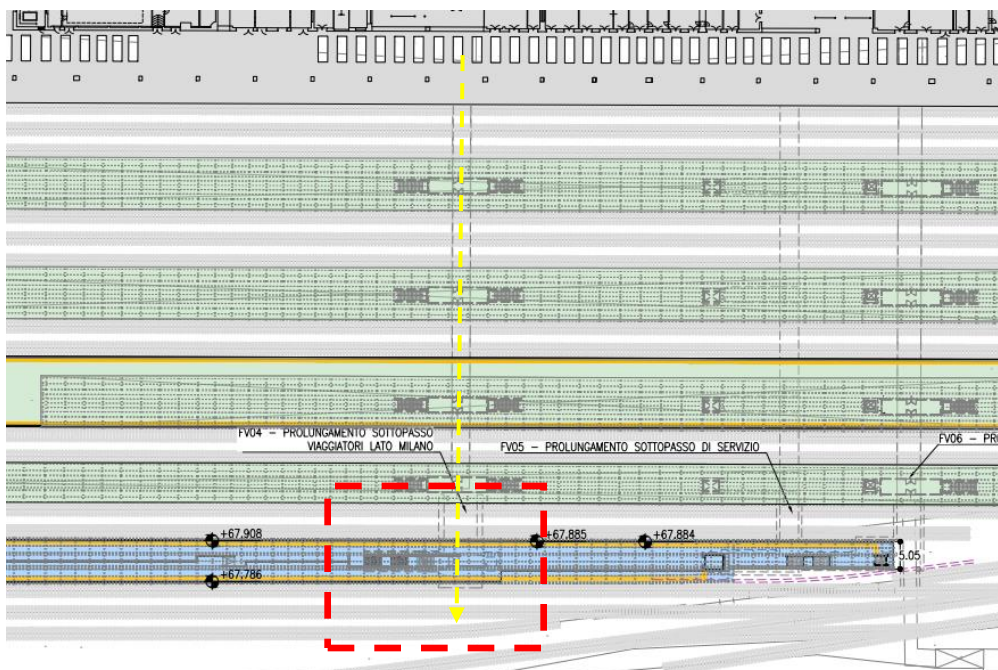 FV04 - PROLUNGAMENTO SOTTOPASSO
VIAGGIATORI LATO MILANO
FV05 - PROLUNGAMENTO SOTTOPASSO DI SERVIZIO
FV06 - PR
+67.908
+67.885
+67.884
5.05
+67.786